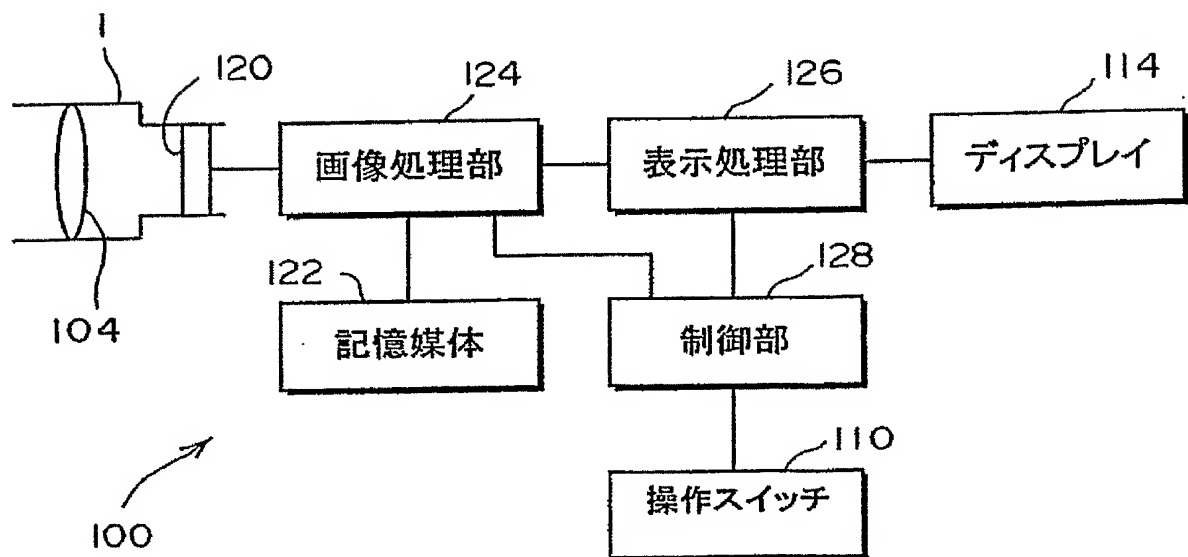 1
120
124
126
114
画像処理部
表示処理部
ディスプレイ
104
122
128
記憶媒体
制御部
110
操作スイッチ
100